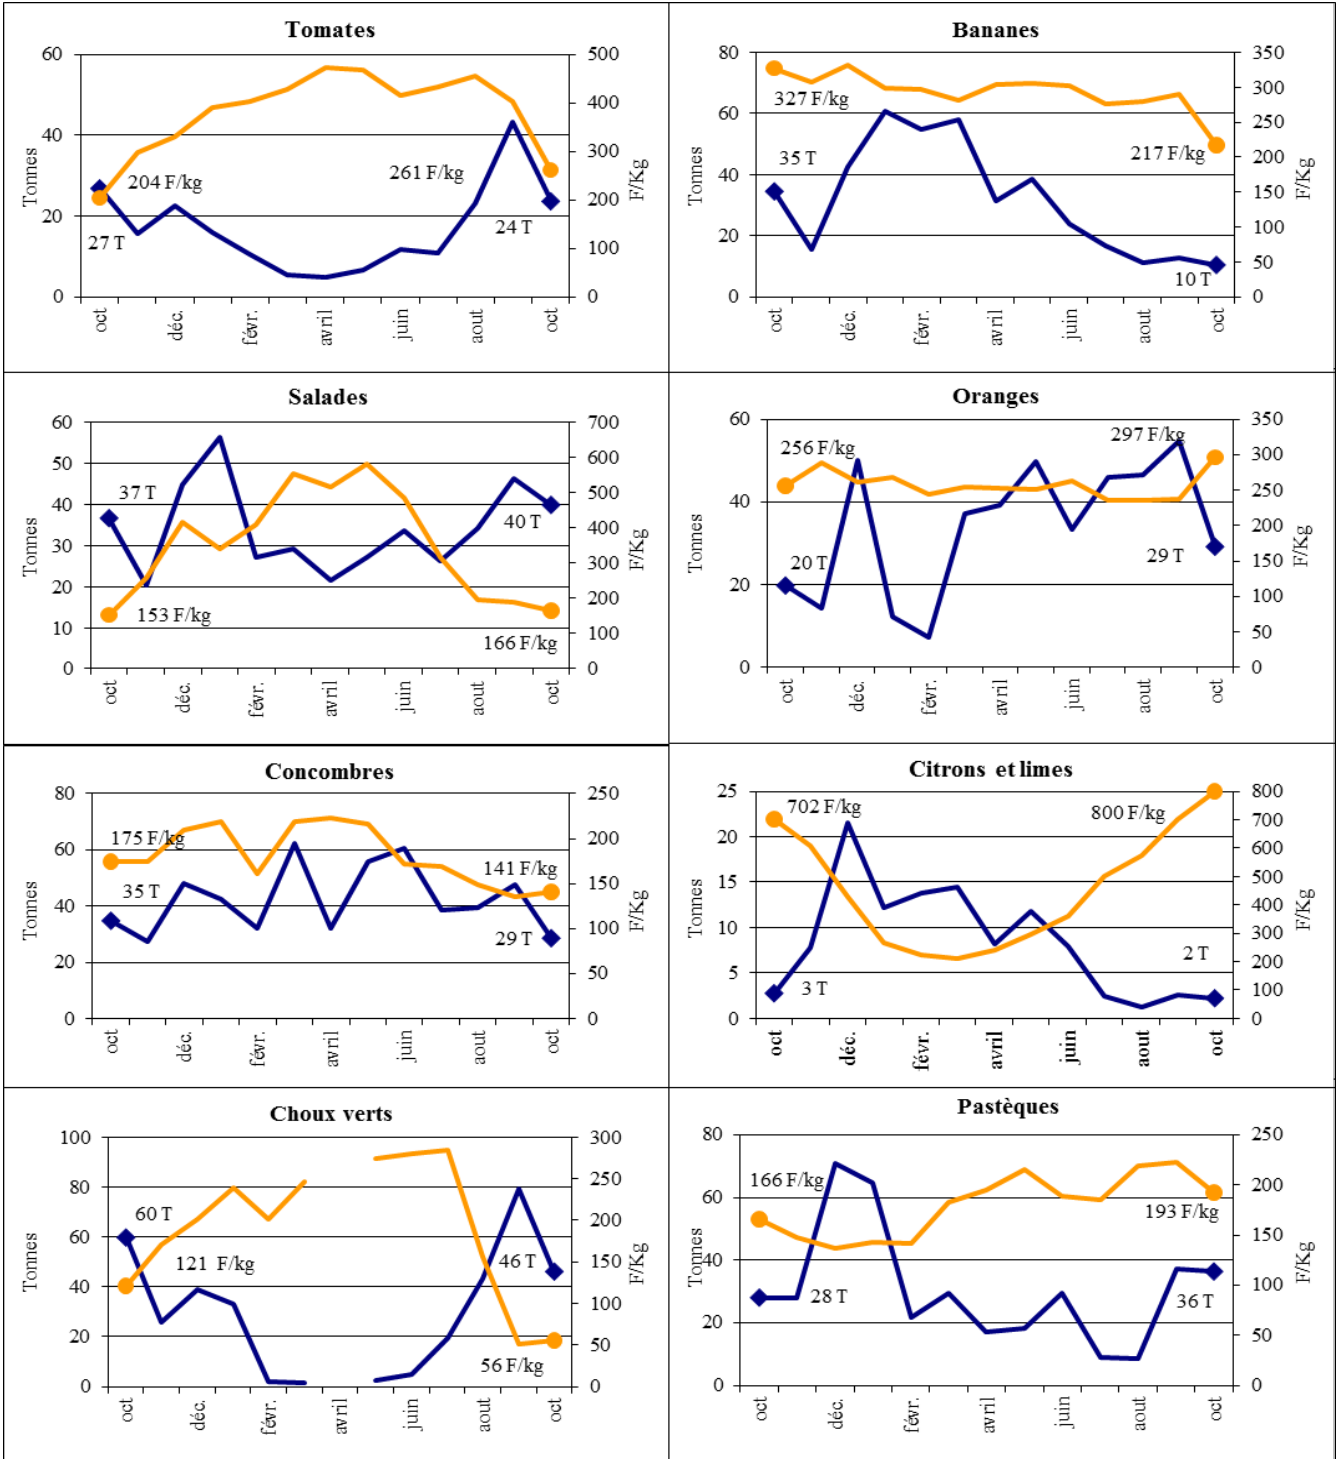 Tomates
60
40
20
0
Tonnes
500
400
300
200
100
0
F/Kg
204 F/kg
27 T
261 F/kg
24 T
oct
déc.
févr.
avril
juin
aout
oct
Bananes
80
60
40
20
0
Tonnes
350
300
250
200
150
100
50
0
F/Kg
327 F/kg
35 T
217 F/kg
10 T
oct
déc.
févr.
avril
juin
aout
oct
Salades
60
50
40
30
20
10
0
Tonnes
700
600
500
400
300
200
100
0
F/Kg
37 T
153 F/kg
40 T
166 F/kg
oct
déc.
févr.
avril
juin
aout
oct
Oranges
60
40
20
0
Tonnes
350
300
250
200
150
100
50
0
F/Kg
256 F/kg
20 T
297 F/kg
29 T
oct
déc.
févr.
avril
juin
aout
oct
Concombres
80
60
40
20
0
Tonnes
250
200
150
100
50
0
F/Kg
175 F/kg
35 T
141 F/kg
29 T
oct
déc.
févr.
avril
juin
aout
oct
Citrons et limes
25
20
15
10
5
0
Tonnes
800
700
600
500
400
300
200
100
0
F/Kg
702 F/kg
3 T
800 F/kg
2 T
oct
déc.
févr.
avril
juin
aout
oct
Choux verts
100
80
60
40
20
0
Tonnes
300
250
200
150
100
50
0
F/Kg
60 T
121 F/kg
46 T
56 F/kg
oct
déc.
févr.
avril
juin
aout
oct
Pastèques
80
60
40
20
0
Tonnes
250
200
150
100
50
0
F/Kg
166 F/kg
28 T
193 F/kg
36 T
oct
déc.
févr.
avril
juin
aout
oct